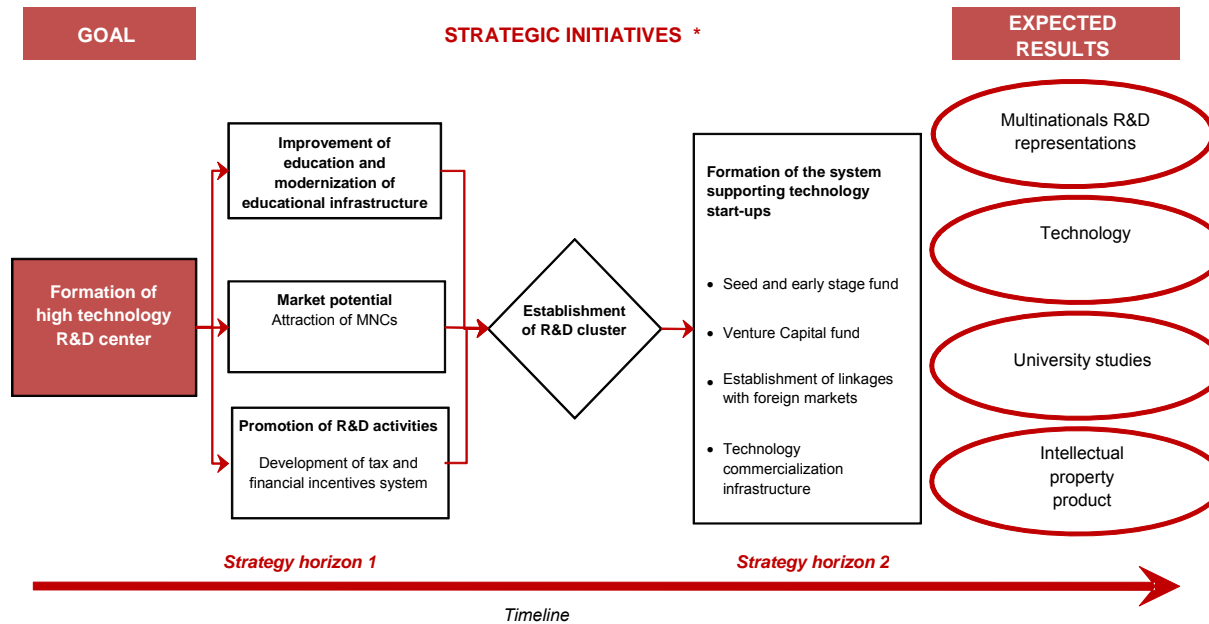 GOAL
STRATEGIC INITIATIVES *
EXPECTED
RESULTS
Formation of
high technology
R&D center
Improvement of
education and
modernization of
educational infrastructure
Market potential
Attraction of MNCs
Promotion of R&D activities
Development of tax and
financial incentives system
Establishment
of R&D cluster
Formation of the system
supporting technology
start-ups
• Seed and early stage fund
• Venture Capital fund
• Establishment of linkages
with foreign markets
• Technology
commercialization
infrastructure
Multinationals R&D
representations
Technology
University studies
Intellectual
property
product
Strategy horizon 1
Strategy horizon 2
Timeline